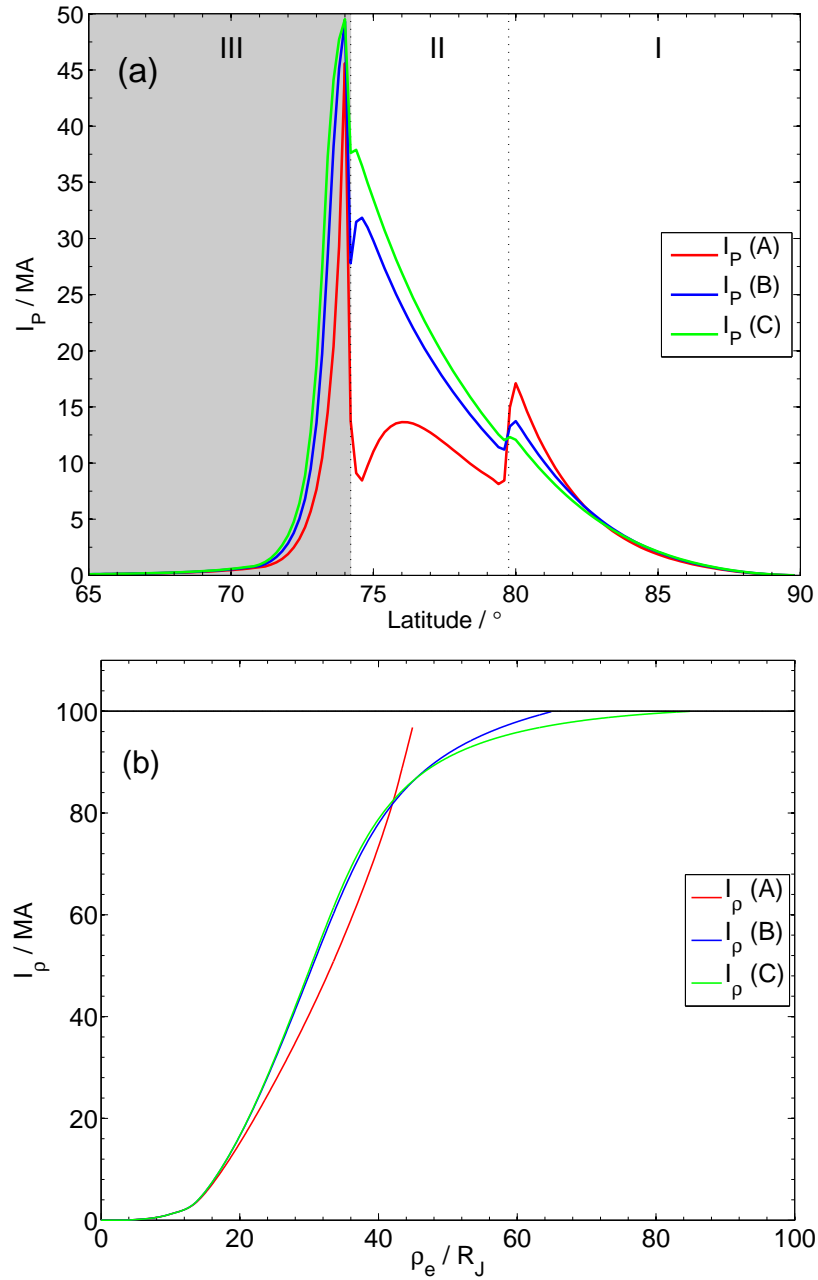 (a)
III
II
I
50
45
40
35
30
25
20
15
10
5
0
I_P / MA
I_P (A)
I_P (B)
I_P (C)
65 70 75 80 85 90
Latitude / °
(b)
100
80
60
40
20
0
I_ρ / MA
I_ρ (A)
I_ρ (B)
I_ρ (C)
0 20 40 60 80 100
ρ_e / R_J